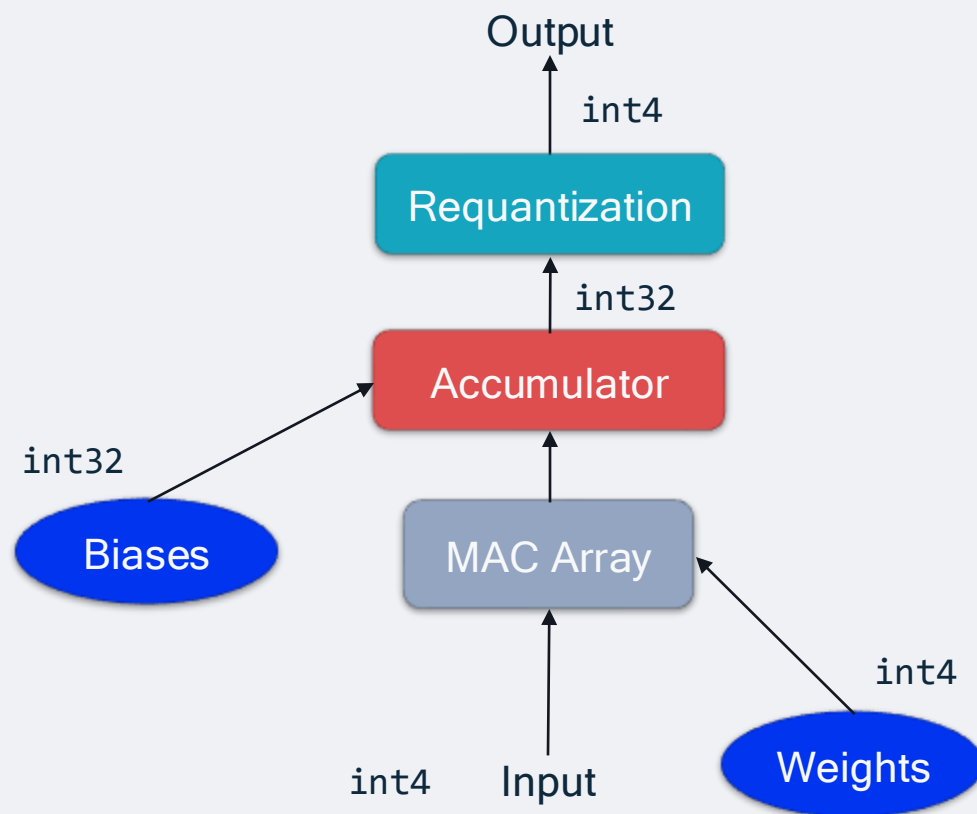 Output
int4
Requantization
int32
Accumulator
int32
Biases
MAC Array
int4
Weights
int4
Input